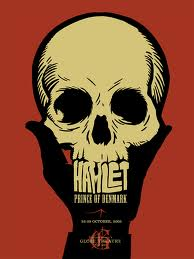 HAMLET
PRINCE OF DENMARK
GLOBE THEATRE